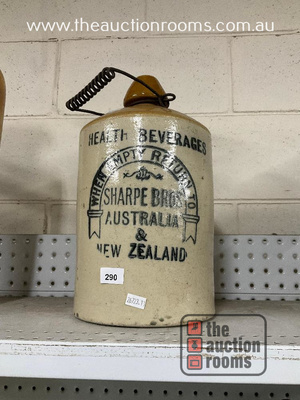 www.theauctionrooms.com.au
HEALTH BEVERAGES
WHEN EMPTY RETURN TO
SHARPE BROS
AUSTRALIA
&
NEW ZEALAND
290
the
auction
rooms